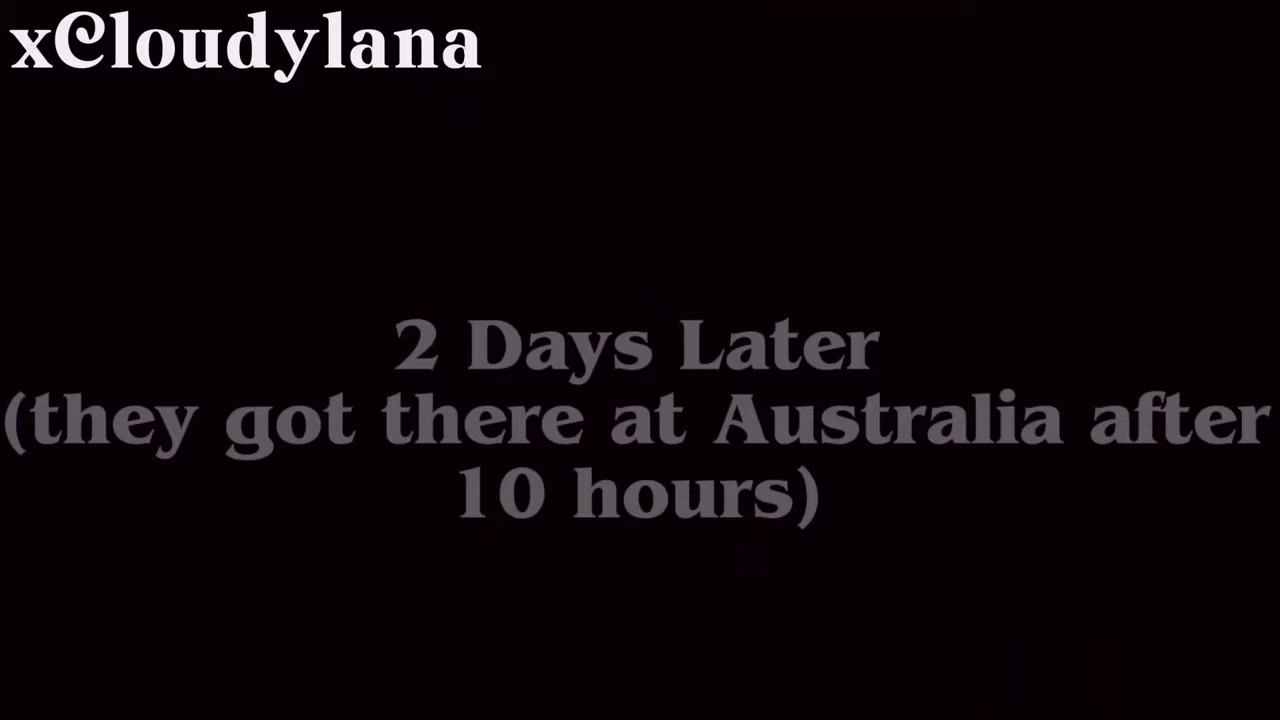 xCloudylana
2 Days Later
(they got there at Australia after
10 hours)